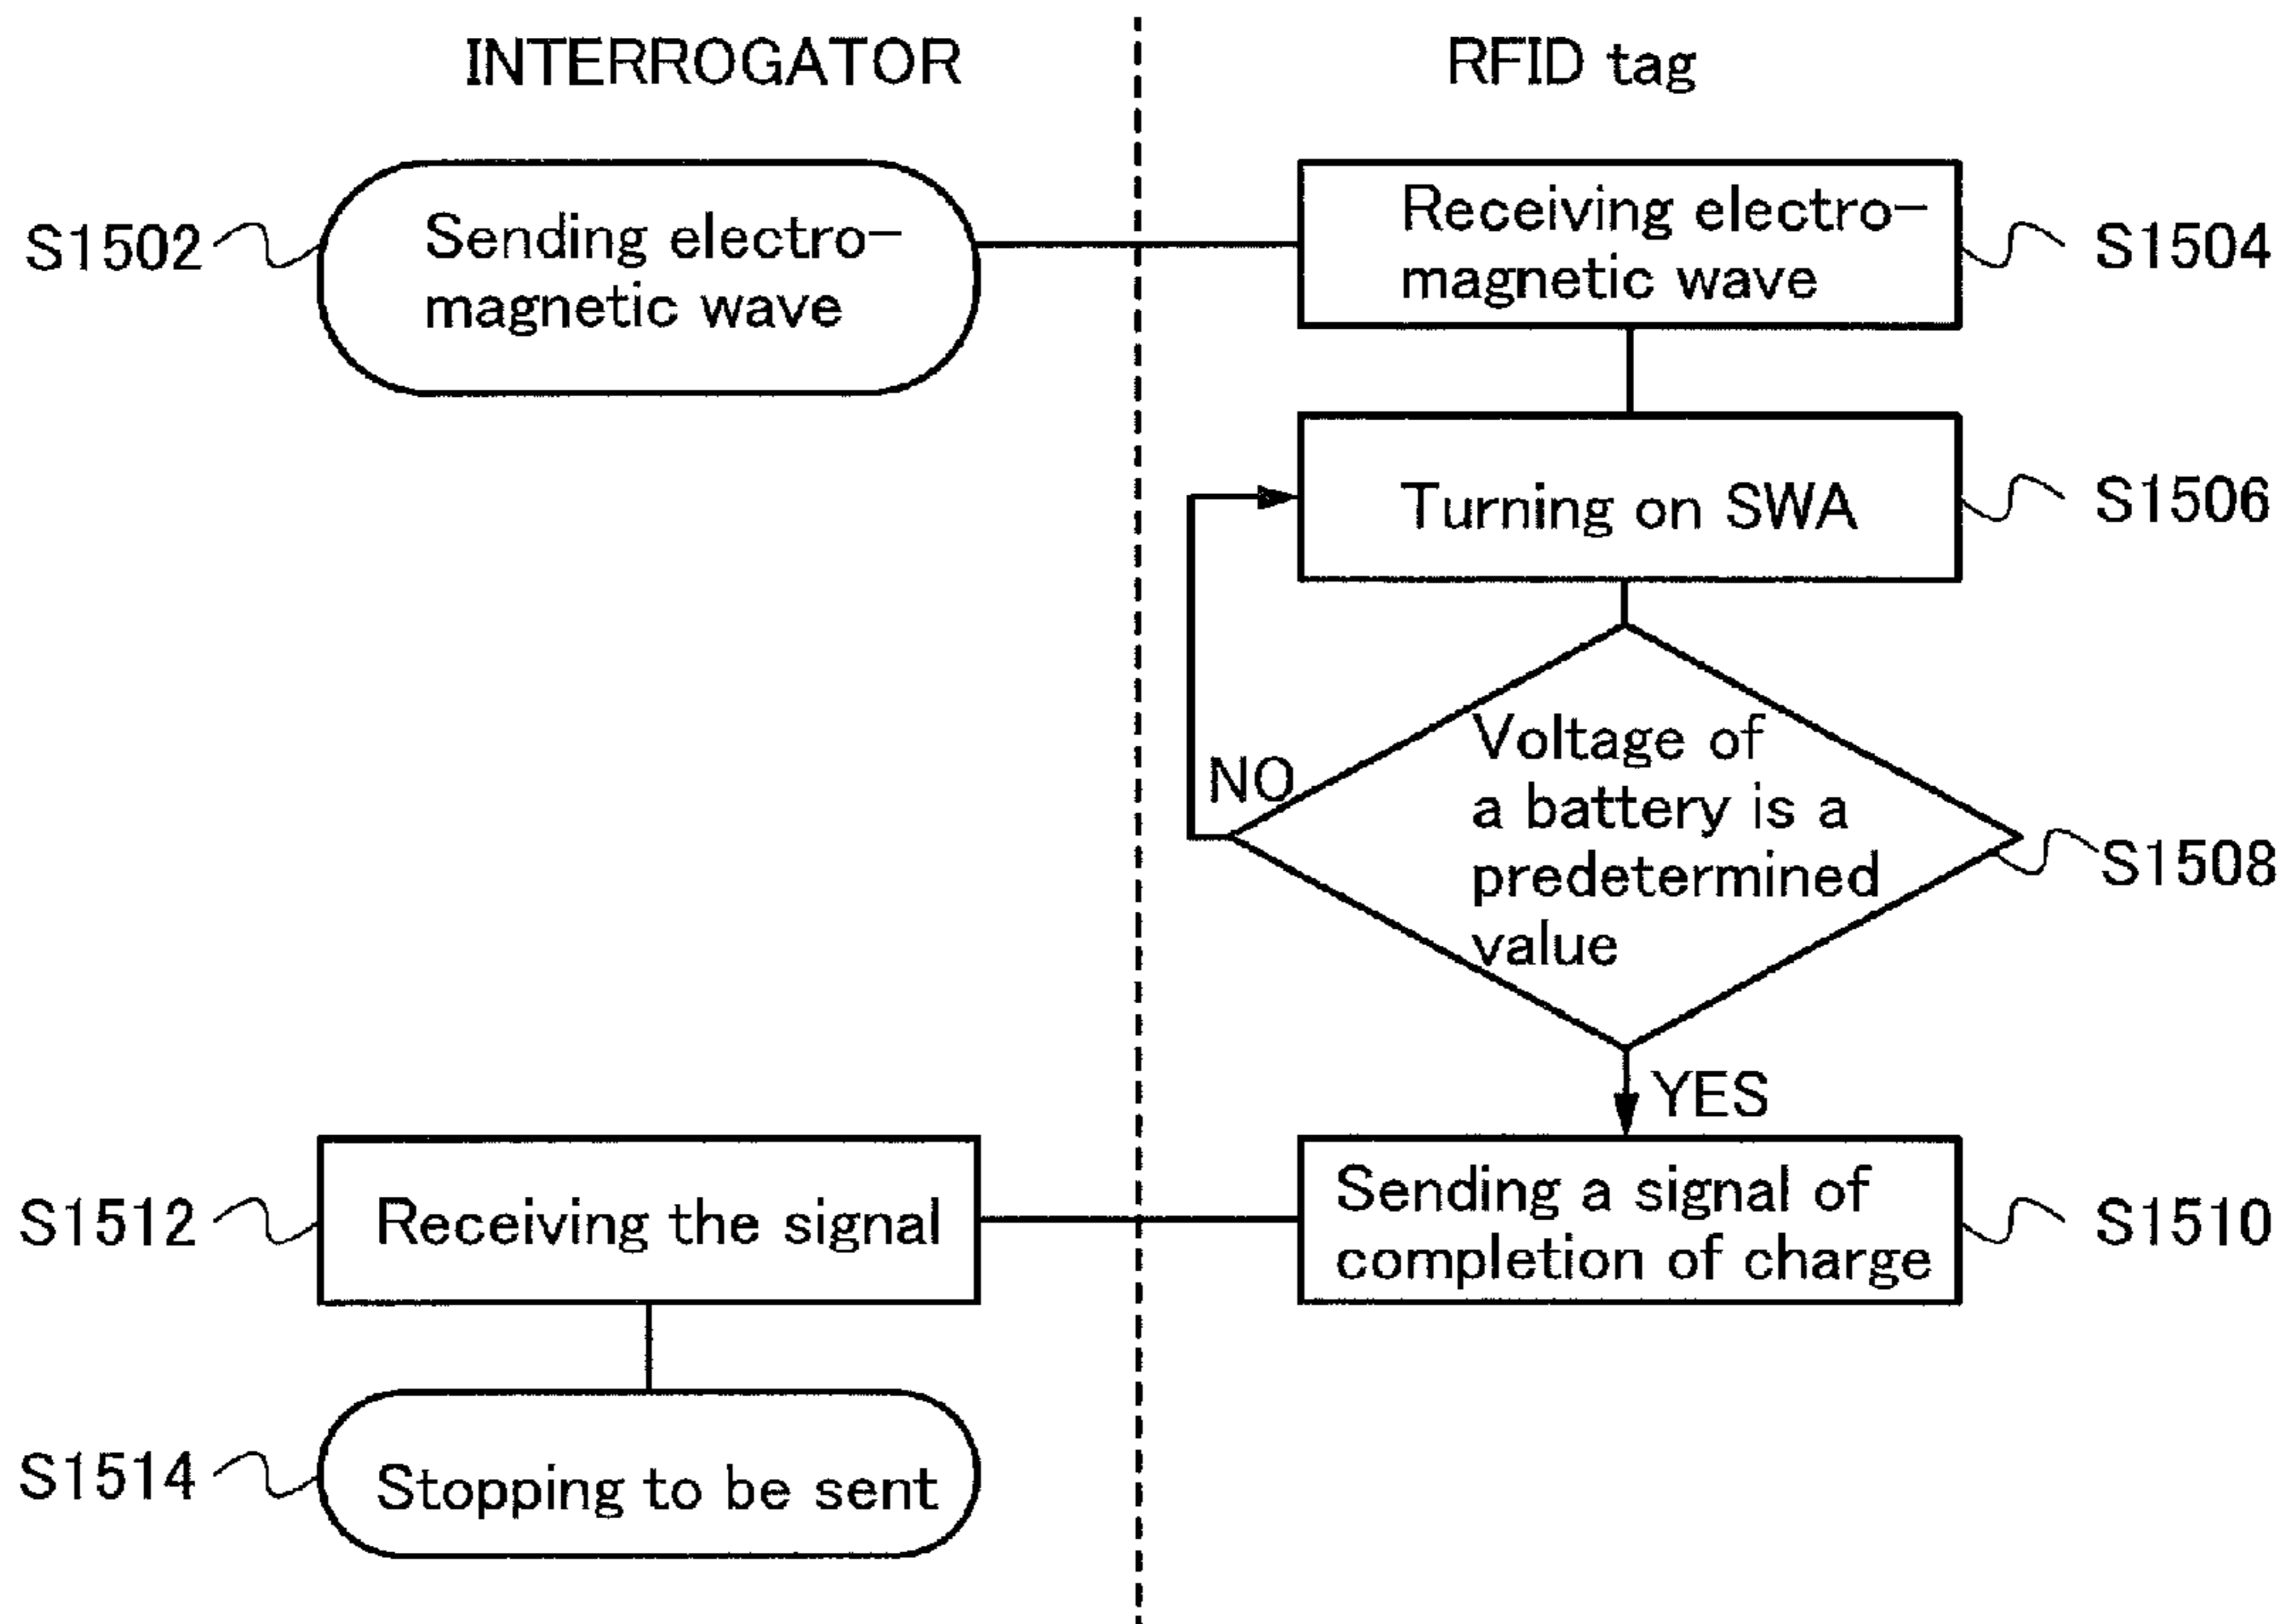 INTERROGATOR
RFID tag
S1502
Sending electro-
magnetic wave
Receiving electro-
magnetic wave
S1504
Turning on SWA
S1506
NO
Voltage of
a battery is a
predetermined
value
S1508
YES
S1512
Receiving the signal
Sending a signal of
completion of charge
S1510
S1514
Stopping to be sent